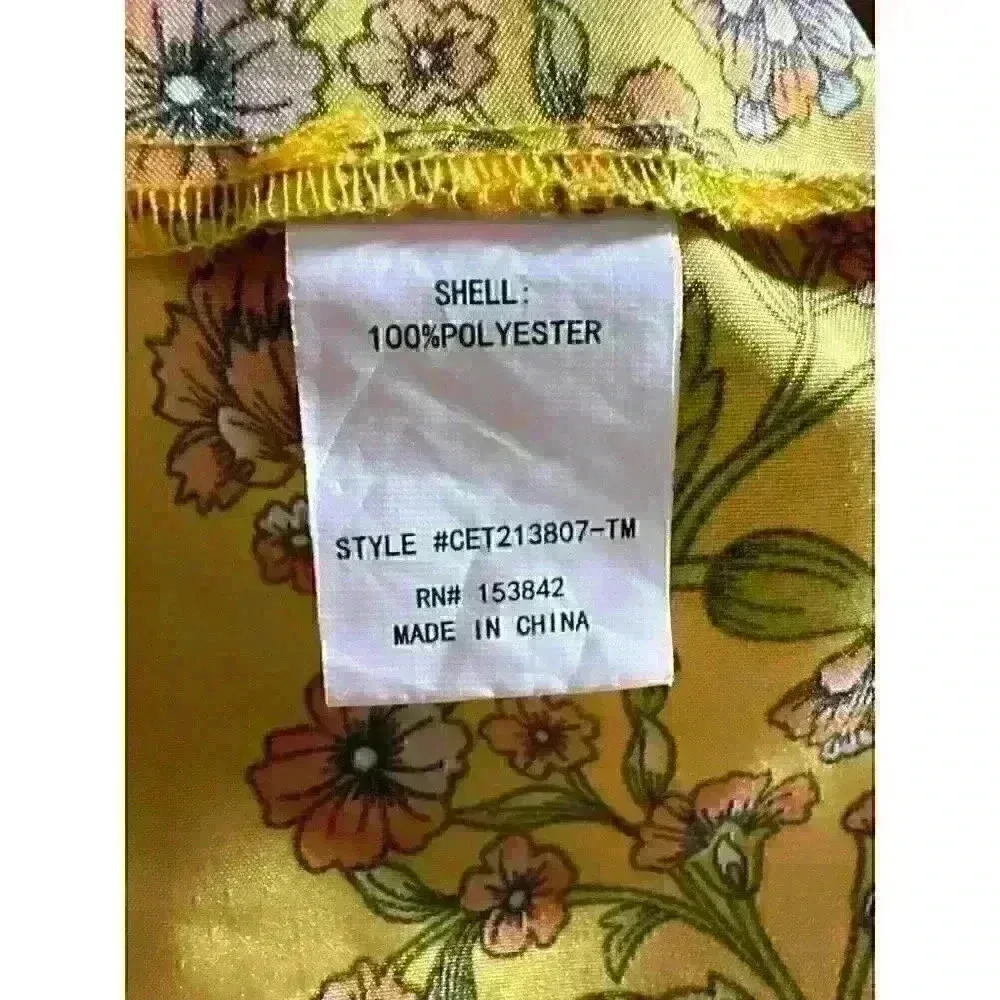 SHELL:
100%POLYESTER
STYLE #CET213807-TM
RN# 153842
MADE IN CHINA